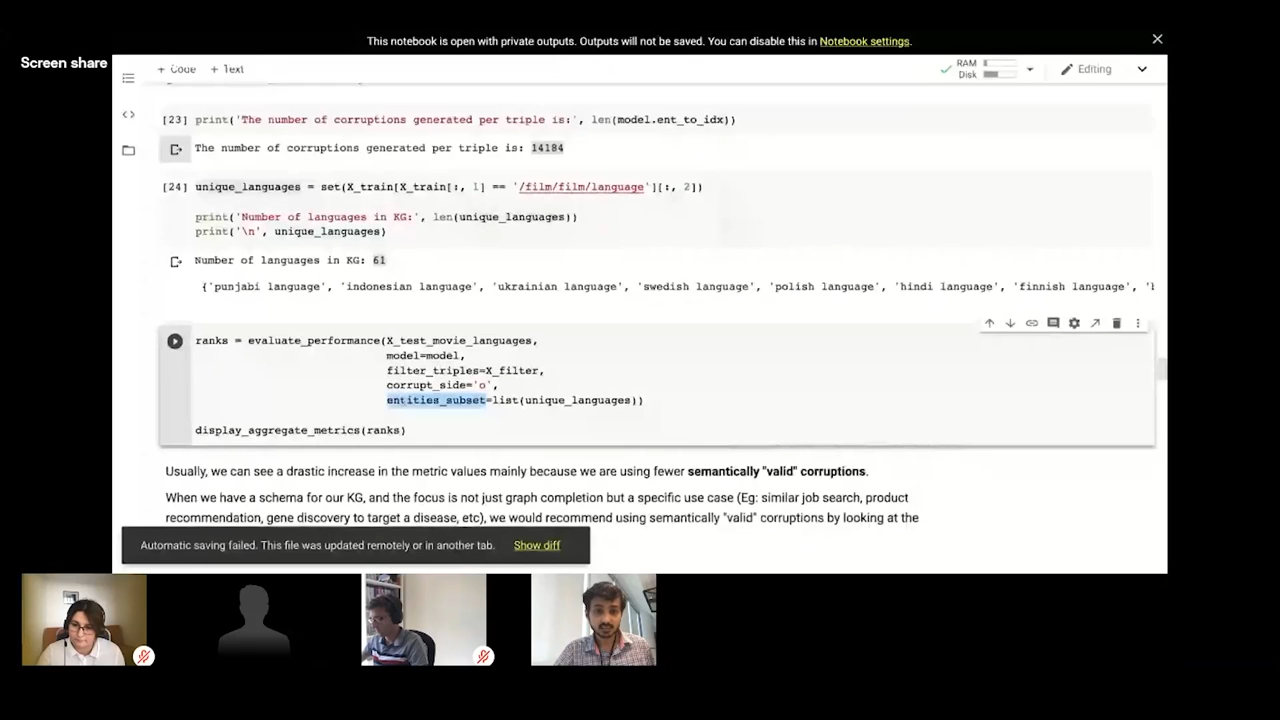 This notebook is open with private outputs. Outputs will not be saved. You can disable this in Notebook settings.
Screen share
+ Code + Text
RAM
Disk
Editing
[23] print('The number of corruptions generated per triple is:', len(model.ent_to_idx))
The number of corruptions generated per triple is: 14184
[24] unique_languages = set(X_train[X_train[:, 1] == '/film/film/language'][:, 2])
print('Number of languages in KG:', len(unique_languages))
print('\n', unique_languages)
Number of languages in KG: 61
{'punjabi language', 'indonesian language', 'ukrainian language', 'swedish language', 'polish language', 'hindi language', 'finnish language',
ranks = evaluate_performance(X_test_movie_languages,
model=model,
filter_triples=X_filter,
corrupt_side='o',
entities_subset=list(unique_languages))
display_aggregate_metrics(ranks)
Usually, we can see a drastic increase in the metric values mainly because we are using fewer semantically "valid" corruptions.
When we have a schema for our KG, and the focus is not just graph completion but a specific use case (Eg: similar job search, product
recommendation, gene discovery to target a disease, etc), we would recommend using semantically "valid" corruptions by looking at the
Automatic saving failed. This file was updated remotely or in another tab. Show diff